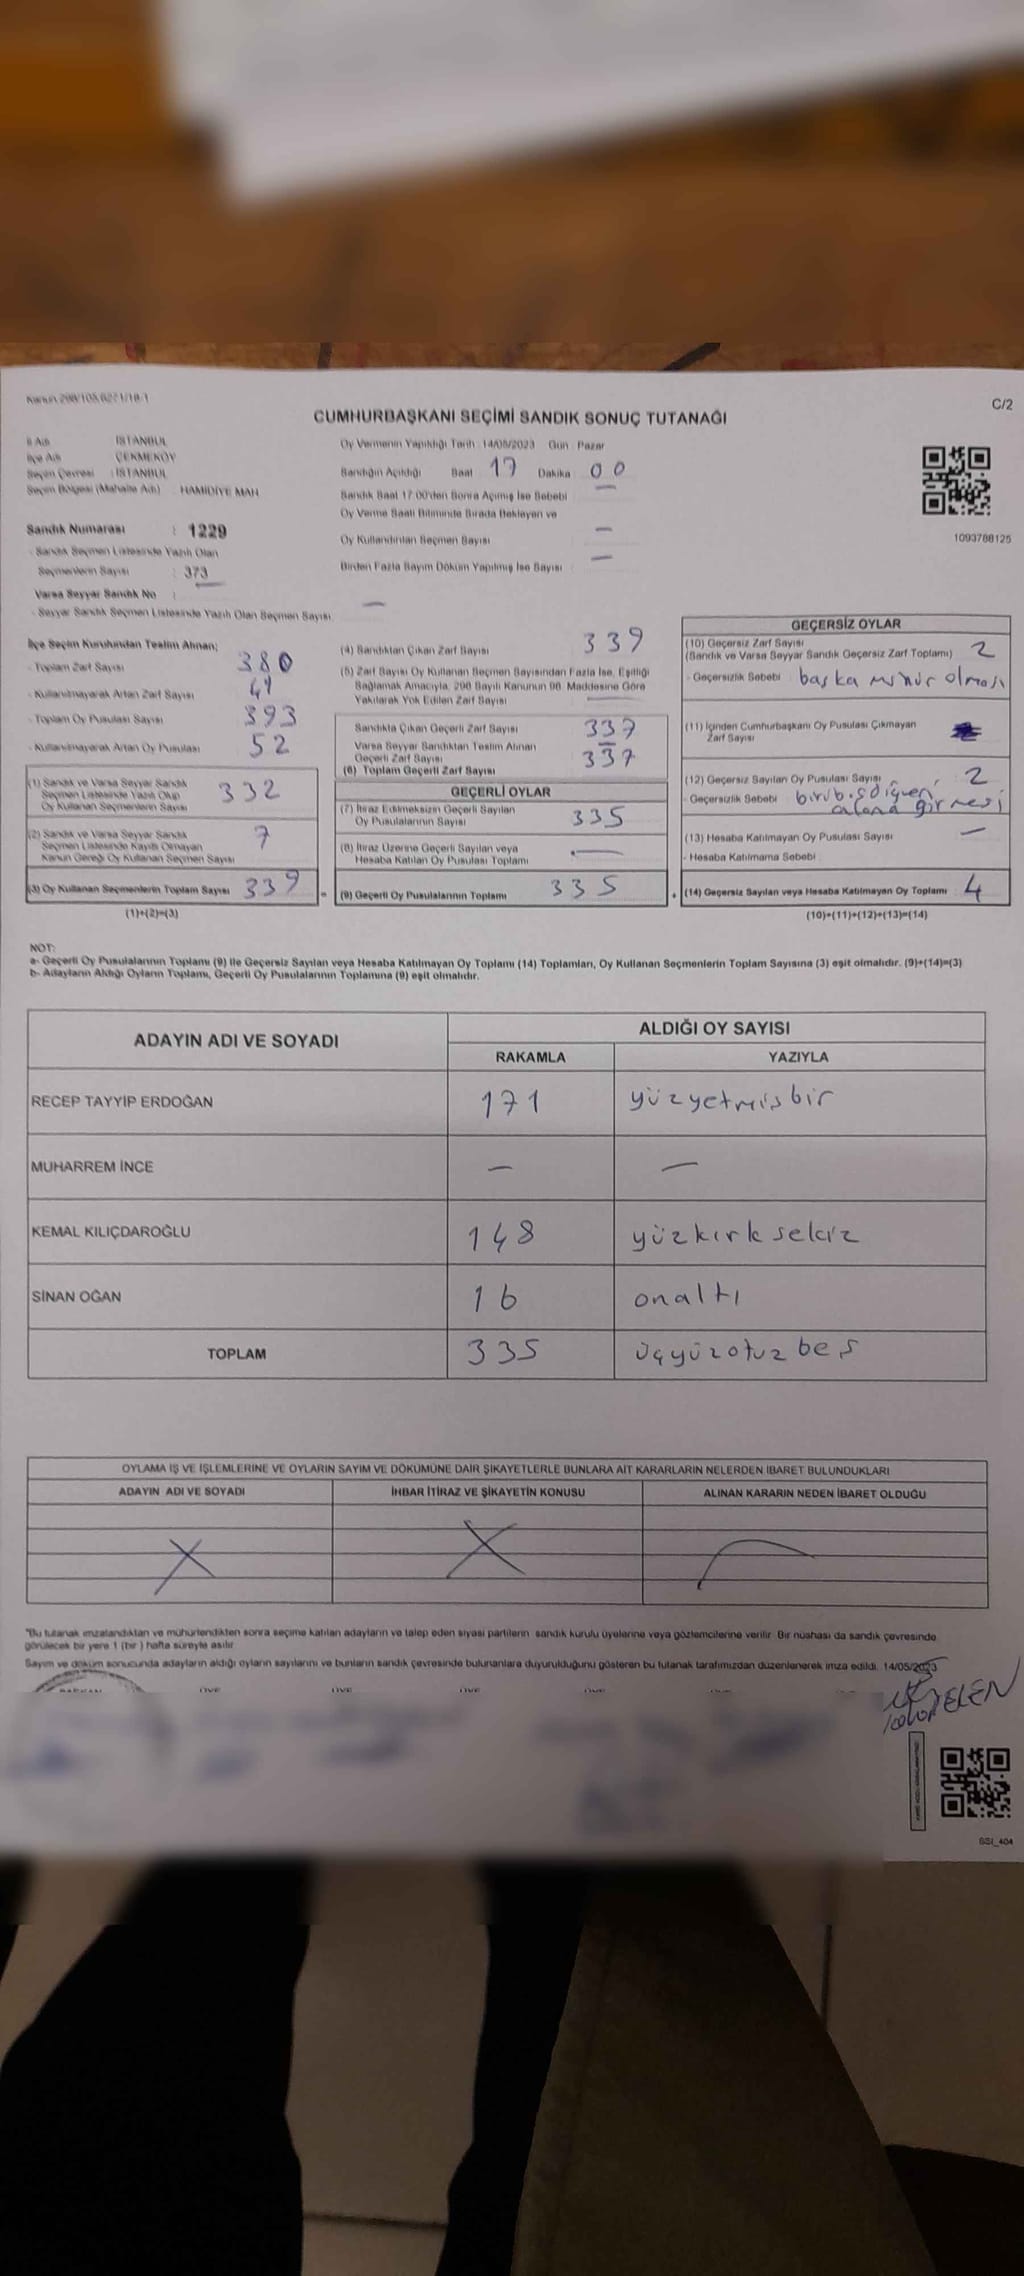 Kanun 298/105,627 1/18-1
C/2
CUMHURBAŞKANI SEÇİMİ SANDIK SONUÇ TUTANAĞI
İl Adı : İSTANBUL
İlçe Adı : ÇEKMEKÖY
Seçim Çevresi : İSTANBUL
Seçim Bölgesi (Mahalle Adı) : HAMİDİYE MAH
Oy Vermenin Yapıldığı Tarih : 14/05/2023 Gün : Pazar
Sandığın Açıldığı Saat 17 Dakika 00
Sandık Saat 17:00'den Sonra Açılmış İse Sebebi —
Oy Verme Saati Bitiminde Sırada Bekleyen ve
Oy Kullandırılan Seçmen Sayısı —
Birden Fazla Sayım Döküm Yapılmış İse Sayısı : —
1093788125
Sandık Numarası : 1229
- Sandık Seçmen Listesinde Yazılı Olan
Seçmenlerin Sayısı : 373
Varsa Seyyar Sandık No :
- Seyyar Sandık Seçmen Listesinde Yazılı Olan Seçmen Sayısı —
İlçe Seçim Kurulundan Teslim Alınan;
- Toplam Zarf Sayısı 380
- Kullanılmayarak Artan Zarf Sayısı 41
- Toplam Oy Pusulası Sayısı 393
- Kullanılmayarak Artan Oy Pusulası 52
(1) Sandık ve Varsa Seyyar Sandık
Seçmen Listesinde Yazılı Olup
Oy Kullanan Seçmenlerin Sayısı 332
(2) Sandık ve Varsa Seyyar Sandık
Seçmen Listesinde Kayıtlı Olmayan
Kanun Gereği Oy Kullanan Seçmen Sayısı 7
(3) Oy Kullanan Seçmenlerin Toplam Sayısı 339
(1)+(2)=(3)
(4) Sandıktan Çıkan Zarf Sayısı 339
(5) Zarf Sayısı Oy Kullanan Seçmen Sayısından Fazla İse, Eşitliği
Sağlamak Amacıyla, 298 Sayılı Kanunun 98. Maddesine Göre
Yakılarak Yok Edilen Zarf Sayısı
Sandıkta Çıkan Geçerli Zarf Sayısı 337
Varsa Seyyar Sandıktan Teslim Alınan
Geçerli Zarf Sayısı —
(6) Toplam Geçerli Zarf Sayısı 337
GEÇERLİ OYLAR
(7) İtiraz Edilmeksizin Geçerli Sayılan
Oy Pusulalarının Sayısı 335
(8) İtiraz Üzerine Geçerli Sayılan veya
Hesaba Katılan Oy Pusulası Toplamı —
= (9) Geçerli Oy Pusulalarının Toplamı 335
GEÇERSİZ OYLAR
(10) Geçersiz Zarf Sayısı
(Sandık ve Varsa Seyyar Sandık Geçersiz Zarf Toplamı) 2
- Geçersizlik Sebebi başka mühür olması
(11) İçinden Cumhurbaşkanı Oy Pusulası Çıkmayan
Zarf Sayısı
(12) Geçersiz Sayılan Oy Pusulası Sayısı 2
- Geçersizlik Sebebi diğerin
alana girmesi
(13) Hesaba Katılmayan Oy Pusulası Sayısı —
- Hesaba Katılmama Sebebi
+ (14) Geçersiz Sayılan veya Hesaba Katılmayan Oy Toplamı 4
(10)+(11)+(12)+(13)=(14)
NOT:
a- Geçerli Oy Pusulalarının Toplamı (9) ile Geçersiz Sayılan veya Hesaba Katılmayan Oy Toplamı (14) Toplamları, Oy Kullanan Seçmenlerin Toplam Sayısına (3) eşit olmalıdır. (9)+(14)=(3)
b- Adayların Aldığı Oyların Toplamı, Geçerli Oy Pusulalarının Toplamına (9) eşit olmalıdır.
ADAYIN ADI VE SOYADI
ALDIĞI OY SAYISI
RAKAMLA YAZIYLA
RECEP TAYYİP ERDOĞAN 171 yüzyetmişbir
MUHARREM İNCE — —
KEMAL KILIÇDAROĞLU 148 yüzkırk sekiz
SİNAN OĞAN 16 onaltı
TOPLAM 335 üçyüzotuz beş
OYLAMA İŞ VE İŞLEMLERİNE VE OYLARIN SAYIM VE DÖKÜMÜNE DAİR ŞİKAYETLERLE BUNLARA AİT KARARLARIN NELERDEN İBARET BULUNDUKLARI
ADAYIN ADI VE SOYADI İHBAR İTİRAZ VE ŞİKAYETİN KONUSU ALINAN KARARIN NEDEN İBARET OLDUĞU
"Bu tutanak imzalandıktan ve mühürlendikten sonra seçime katılan adayların ve talep eden siyasi partilerin sandık kurulu üyelerine veya gözlemcilerine verilir. Bir nüshası da sandık çevresinde
görülecek bir yere 1 (bir ) hafta süreyle asılır.
Sayım ve döküm sonucunda adayların aldığı oyların sayılarını ve bunların sandık çevresinde bulunanlara duyurulduğunu gösteren bu tutanak tarafımızdan düzenlenerek imza edildi. 14/05/2023
SSI_404